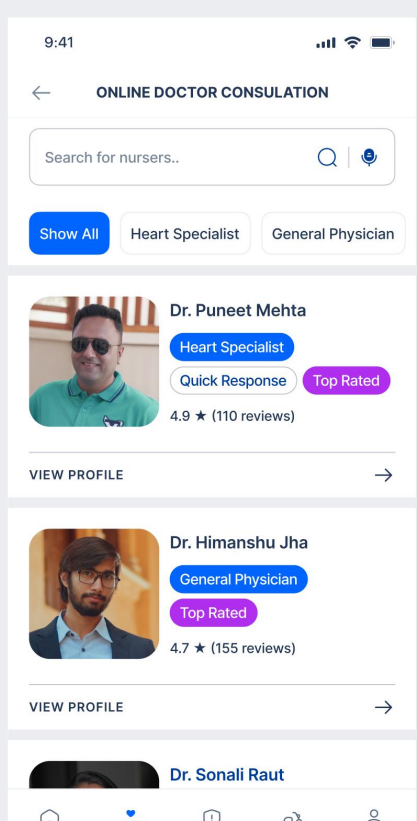 9:41
ONLINE DOCTOR CONSULATION
Search for nursers..
Show All Heart Specialist General Physician
Dr. Puneet Mehta
Heart Specialist
Quick Response Top Rated
4.9 ★ (110 reviews)
VIEW PROFILE
Dr. Himanshu Jha
General Physician
Top Rated
4.7 ★ (155 reviews)
VIEW PROFILE
Dr. Sonali Raut